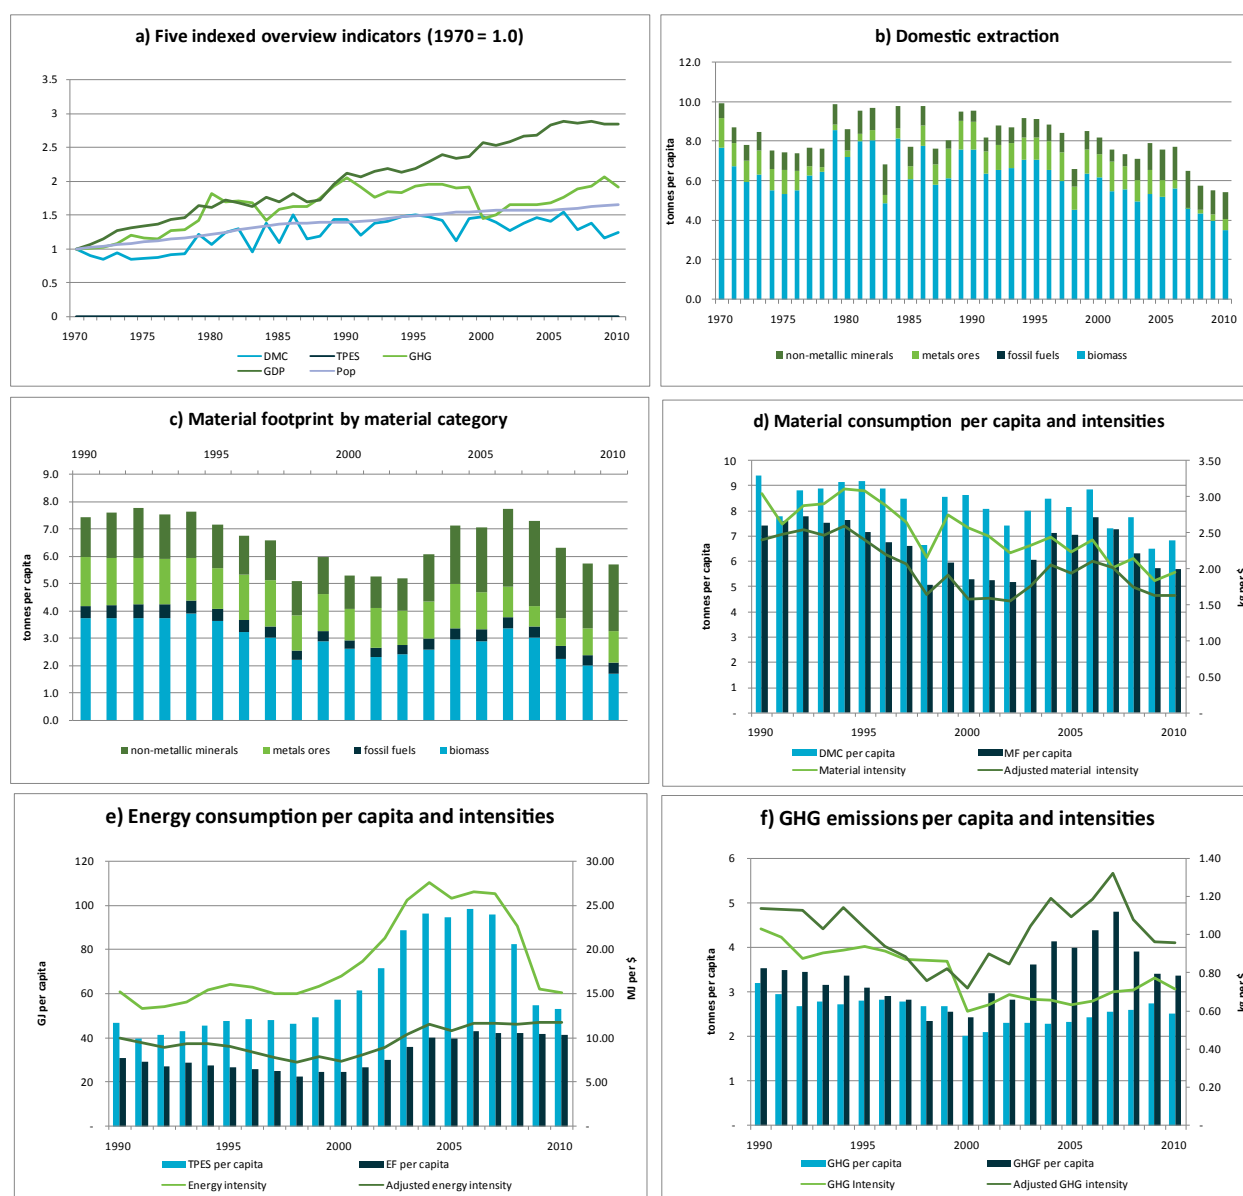 a) Five indexed overview indicators (1970 = 1.0)
3.5
3
2.5
2
1.5
1
0.5
0
1970 1975 1980 1985 1990 1995 2000 2005 2010
DMC TPES GHG
GDP Pop
b) Domestic extraction
tonnes per capita
12.0
10.0
8.0
6.0
4.0
2.0
0.0
1970 1975 1980 1985 1990 1995 2000 2005 2010
non-metallic minerals metals ores fossil fuels biomass
c) Material footprint by material category
1990 1995 2000 2005 2010
tonnes per capita
9.0
8.0
7.0
6.0
5.0
4.0
3.0
2.0
1.0
0.0
non-metallic minerals metals ores fossil fuels biomass
d) Material consumption per capita and intensities
tonnes per capita
10
9
8
7
6
5
4
3
2
1
-
3.50
3.00
2.50
2.00
1.50
1.00
0.50
-
kg per $
1990 1995 2000 2005 2010
DMC per capita MF per capita
Material intensity Adjusted material intensity
e) Energy consumption per capita and intensities
GJ per capita
120
100
80
60
40
20
-
30.00
25.00
20.00
15.00
10.00
5.00
-
MJ per $
1990 1995 2000 2005 2010
TPES per capita EF per capita
Energy intensity Adjusted energy intensity
f) GHG emissions per capita and intensities
tonnes per capita
6
5
4
3
2
1
-
1.40
1.20
1.00
0.80
0.60
0.40
0.20
-
kg per $
1990 1995 2000 2005 2010
GHG per capita GHGF per capita
GHG Intensity Adjusted GHG intensity